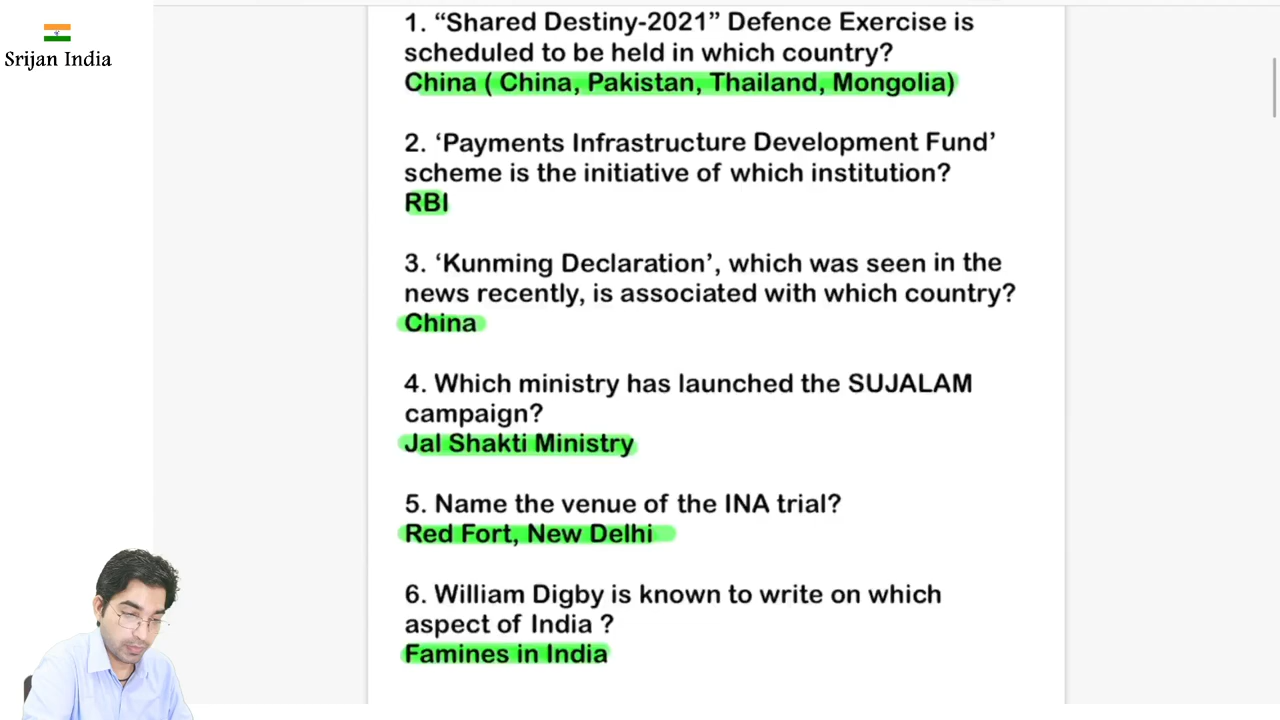 Srijan India
1. “Shared Destiny-2021” Defence Exercise is
scheduled to be held in which country?
China ( China, Pakistan, Thailand, Mongolia)
2. ‘Payments Infrastructure Development Fund’
scheme is the initiative of which institution?
RBI
3. ‘Kunming Declaration’, which was seen in the
news recently, is associated with which country?
China
4. Which ministry has launched the SUJALAM
campaign?
Jal Shakti Ministry
5. Name the venue of the INA trial?
Red Fort, New Delhi
6. William Digby is known to write on which
aspect of India ?
Famines in India